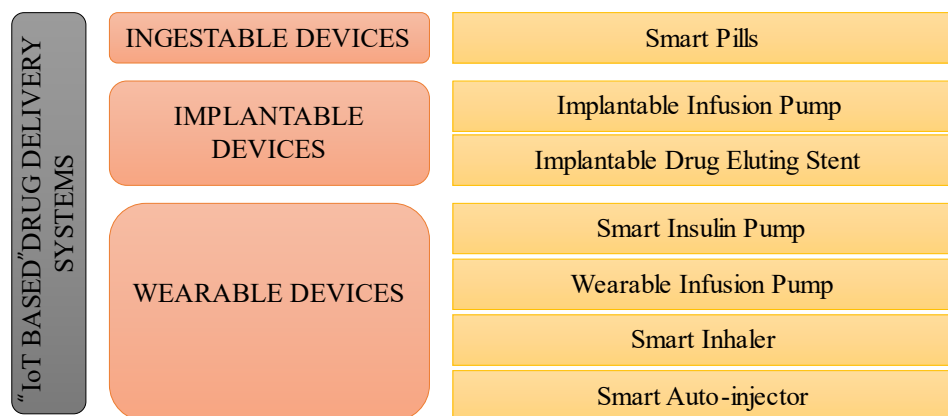 "IoT BASED"DRUG DELIVERY
SYSTEMS
INGESTABLE DEVICES
Smart Pills
IMPLANTABLE
DEVICES
Implantable Infusion Pump
Implantable Drug Eluting Stent
WEARABLE DEVICES
Smart Insulin Pump
Wearable Infusion Pump
Smart Inhaler
Smart Auto-injector